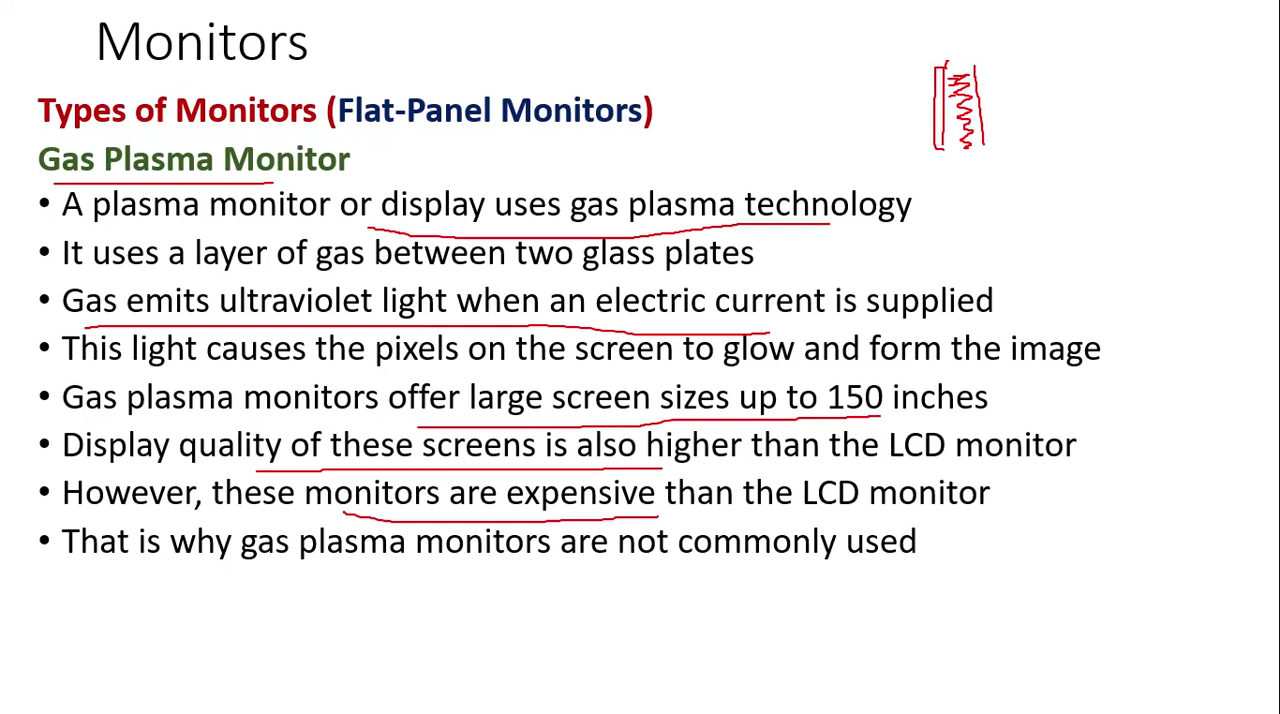 Monitors
Types of Monitors (Flat-Panel Monitors)
Gas Plasma Monitor
• A plasma monitor or display uses gas plasma technology
• It uses a layer of gas between two glass plates
• Gas emits ultraviolet light when an electric current is supplied
• This light causes the pixels on the screen to glow and form the image
• Gas plasma monitors offer large screen sizes up to 150 inches
• Display quality of these screens is also higher than the LCD monitor
• However, these monitors are expensive than the LCD monitor
• That is why gas plasma monitors are not commonly used